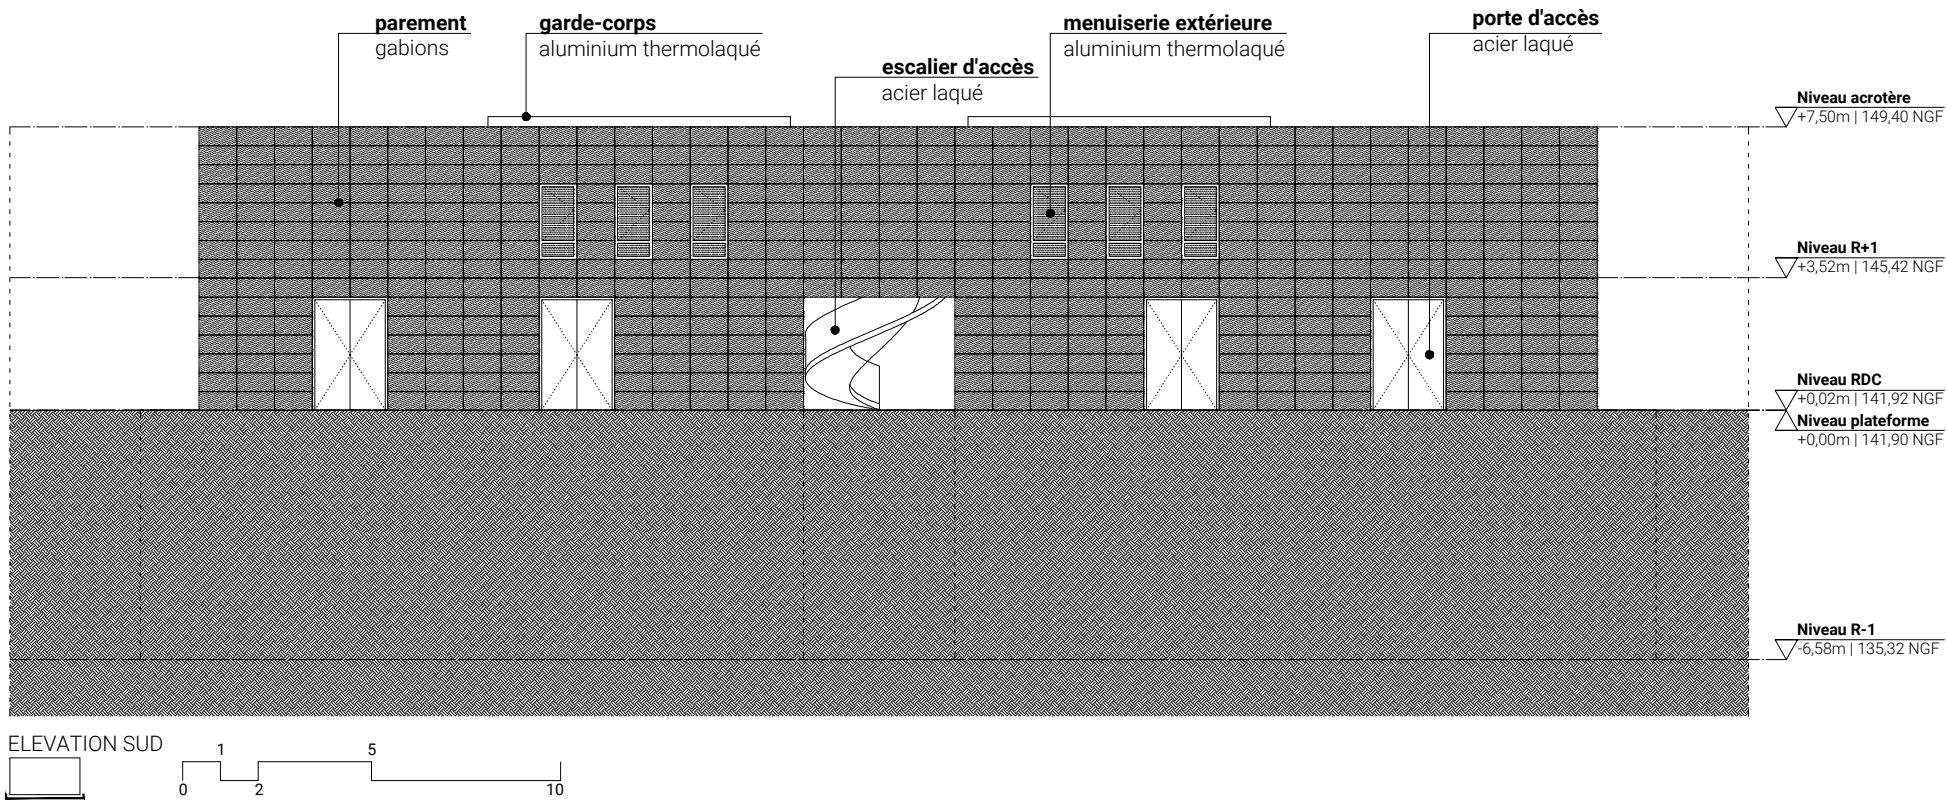 parement
gabions
garde-corps
aluminium thermolaqué
escalier d'accès
acier laqué
menuiserie extérieure
aluminium thermolaqué
porte d'accès
acier laqué
Niveau acrotère
+7,50m | 149,40 NGF
Niveau R+1
+3,52m | 145,42 NGF
Niveau RDC
+0,02m | 141,92 NGF
Niveau plateforme
+0,00m | 141,90 NGF
Niveau R-1
-6,58m | 135,32 NGF
ELEVATION SUD
1 5
0 2 10